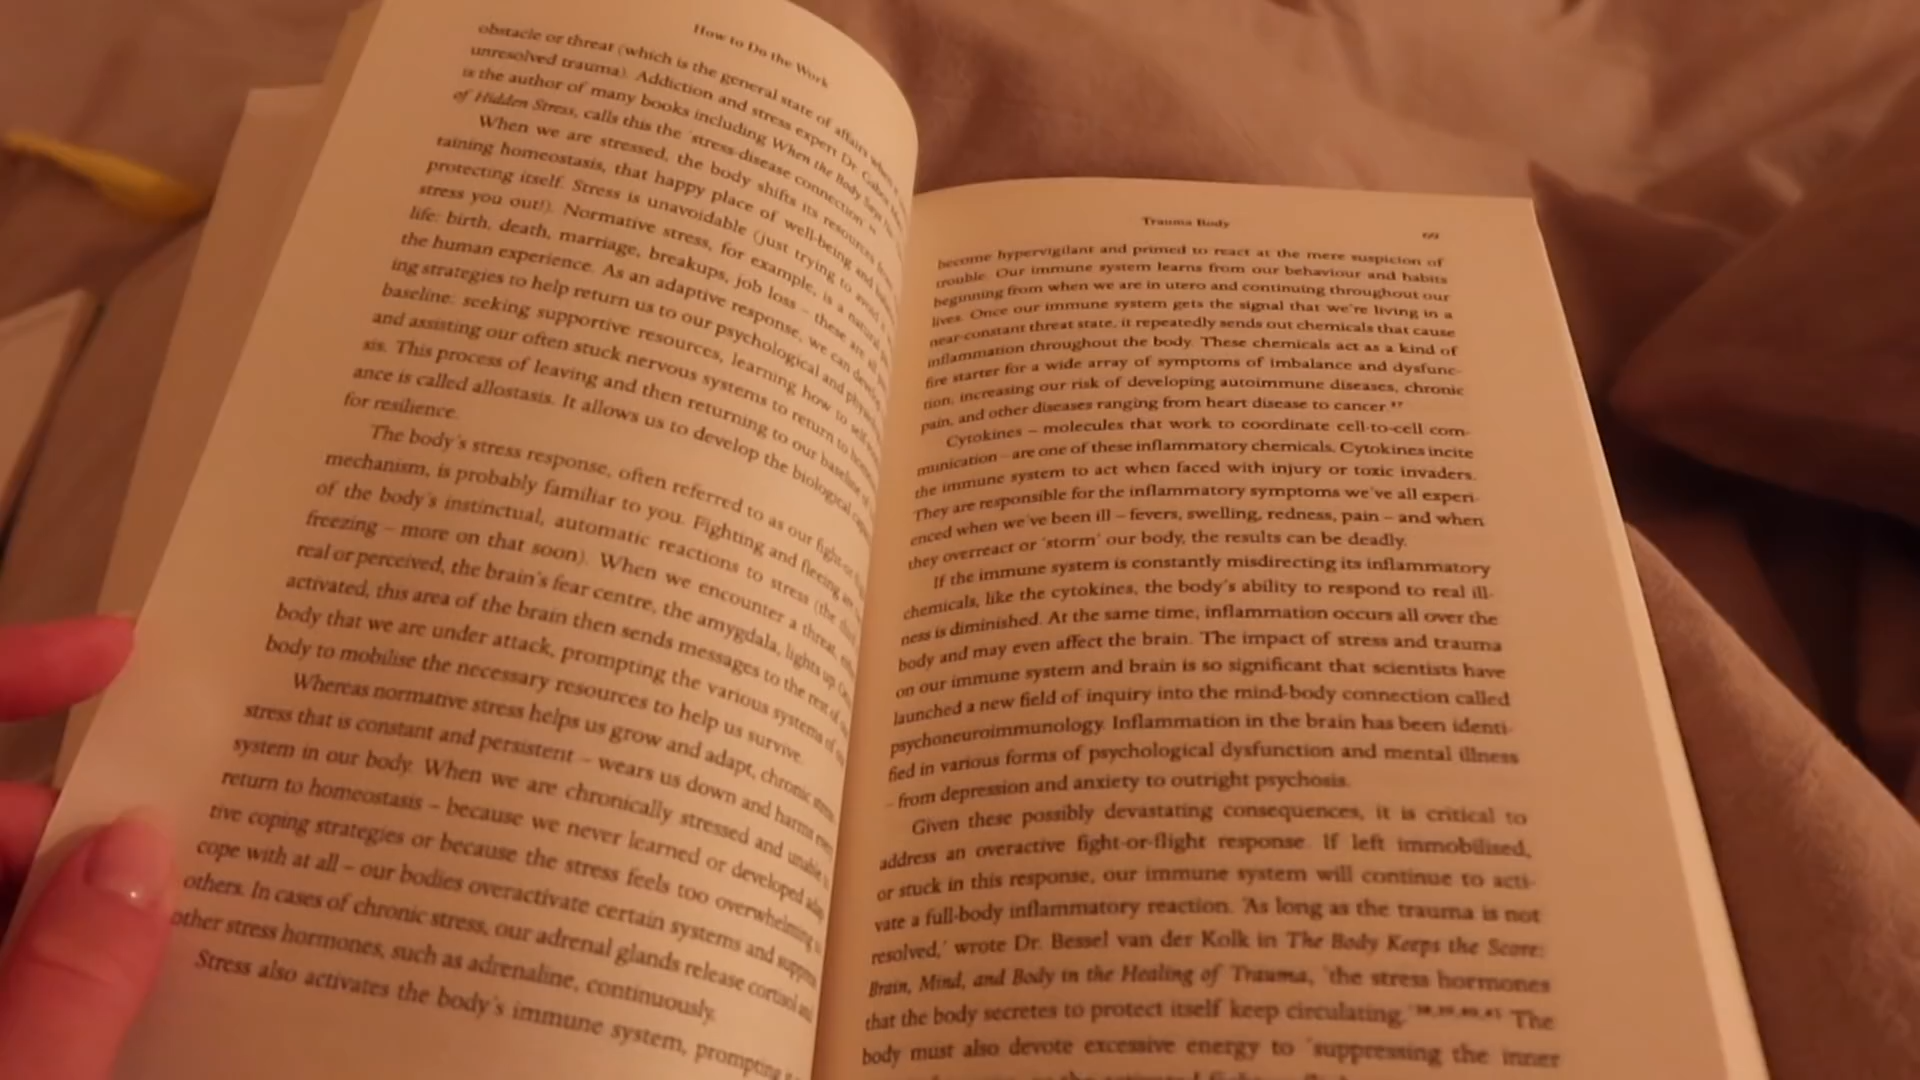 How to Do the Work
obstacle or threat (which is the general state of affairs when
unresolved trauma). Addiction and stress expert Dr. Gabor
is the author of many books including When the Body Says
of Hidden Stress, calls this the 'stress-disease connection'.
When we are stressed, the body shifts its resources from
taining homeostasis, that happy place of well-being and
protecting itself. Stress is unavoidable (just trying to avoid
stress you out!). Normative stress, for example, is a natural
life: birth, death, marriage, breakups, job loss – these are all
the human experience. As an adaptive response, we can develop
ing strategies to help return us to our psychological and
baseline: seeking supportive resources, learning how to
and assisting our often stuck nervous systems to return to
sis. This process of leaving and then returning to our baseline
ance is called allostasis. It allows us to develop the biological
for resilience.
The body's stress response, often referred to as our fight-or
mechanism, is probably familiar to you. Fighting and fleeing are
of the body's instinctual, automatic reactions to stress (the
freezing – more on that soon). When we encounter a threat,
real or perceived, the brain's fear centre, the amygdala, lights up.
activated, this area of the brain then sends messages to the rest of
body that we are under attack, prompting the various systems of
body to mobilise the necessary resources to help us survive.
Whereas normative stress helps us grow and adapt, chronic stress
stress that is constant and persistent – wears us down and harms every
system in our body. When we are chronically stressed and unable
return to homeostasis – because we never learned or developed
tive coping strategies or because the stress feels too overwhelming
cope with at all – our bodies overactivate certain systems and suppress
others. In cases of chronic stress, our adrenal glands release cortisol and
other stress hormones, such as adrenaline, continuously.
Stress also activates the body's immune system, prompting
Trauma Body
become hypervigilant and primed to react at the mere suspicion of
trouble. Our immune system learns from our behaviour and habits
beginning from when we are in utero and continuing throughout our
lives. Once our immune system gets the signal that we're living in a
near-constant threat state, it repeatedly sends out chemicals that cause
inflammation throughout the body. These chemicals act as a kind of
fire starter for a wide array of symptoms of imbalance and dysfunc-
tion, increasing our risk of developing autoimmune diseases, chronic
pain, and other diseases ranging from heart disease to cancer.³⁷
Cytokines – molecules that work to coordinate cell-to-cell com-
munication – are one of these inflammatory chemicals. Cytokines incite
the immune system to act when faced with injury or toxic invaders.
They are responsible for the inflammatory symptoms we've all experi-
enced when we've been ill – fevers, swelling, redness, pain – and when
they overreact or 'storm' our body, the results can be deadly.
If the immune system is constantly misdirecting its inflammatory
chemicals, like the cytokines, the body's ability to respond to real ill-
ness is diminished. At the same time, inflammation occurs all over the
body and may even affect the brain. The impact of stress and trauma
on our immune system and brain is so significant that scientists have
launched a new field of inquiry into the mind-body connection called
psychoneuroimmunology. Inflammation in the brain has been identi-
fied in various forms of psychological dysfunction and mental illness
– from depression and anxiety to outright psychosis.
Given these possibly devastating consequences, it is critical to
address an overactive fight-or-flight response. If left immobilised,
or stuck in this response, our immune system will continue to acti-
vate a full-body inflammatory reaction. 'As long as the trauma is not
resolved,' wrote Dr. Bessel van der Kolk in The Body Keeps the Score:
Brain, Mind, and Body in the Healing of Trauma, 'the stress hormones
that the body secretes to protect itself keep circulating.' The
body must also devote excessive energy to 'suppressing the inner